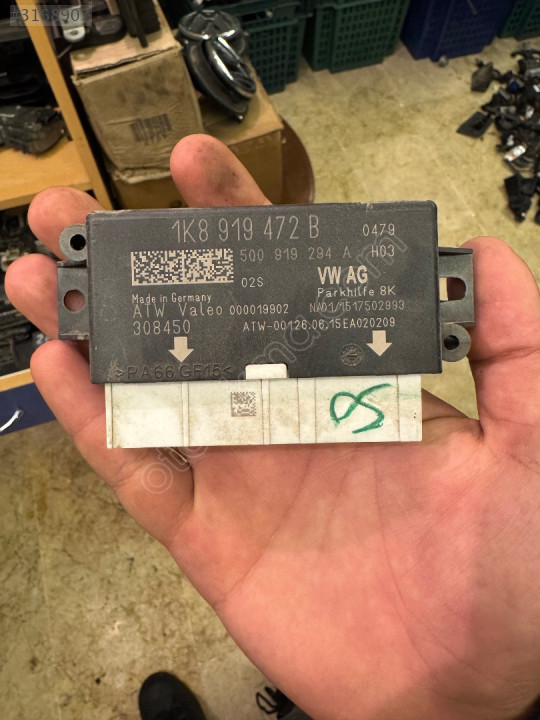 #313890
1K8 919 472 B 0479
5Q0 919 294 A H03
02S VW AG
Made in Germany Parkhilfe 8K
ATW Valeo 000019902 NA01/1517502993
308450 ATW-00126.06.15EA020209
>PA66 GF15<